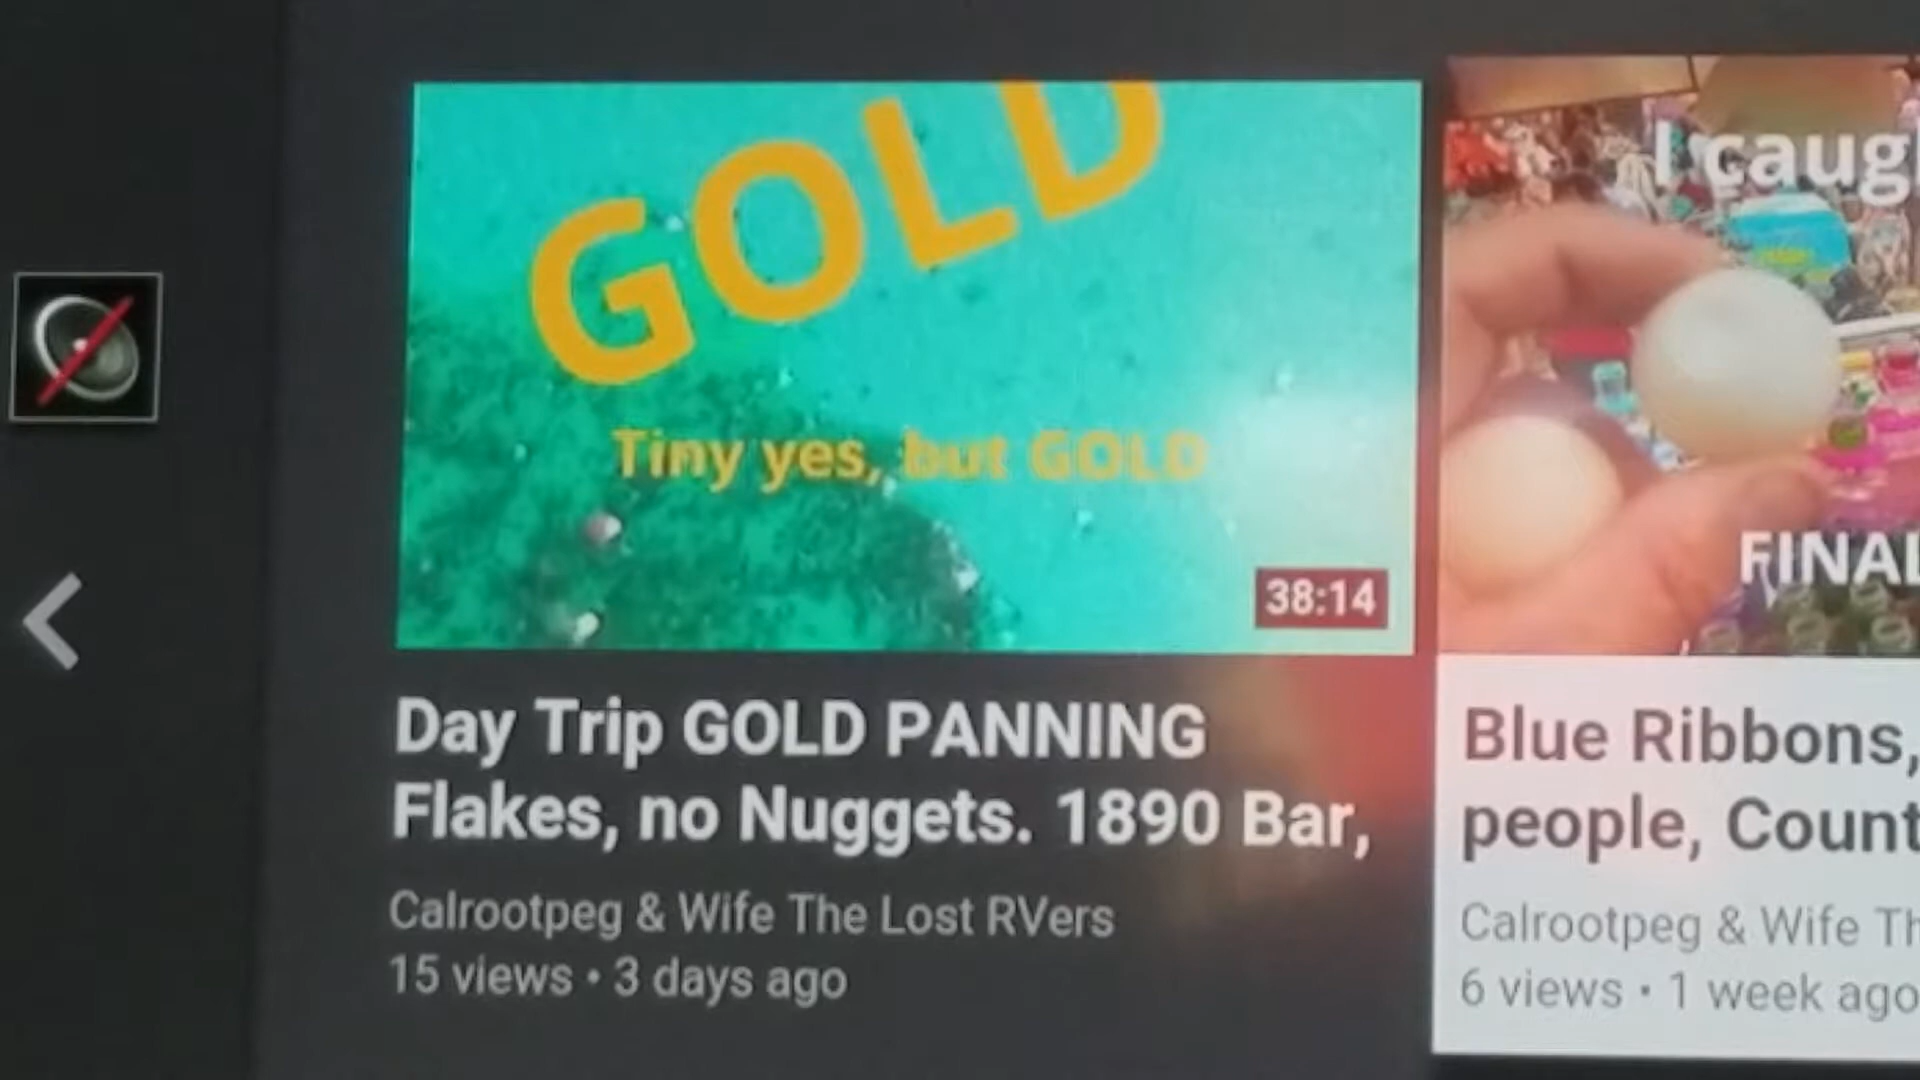 GOLD
Tiny yes, but GOLD
38:14
Day Trip GOLD PANNING
Flakes, no Nuggets. 1890 Bar,
Calrootpeg & Wife The Lost RVers
15 views • 3 days ago
I caug
FINAL
Blue Ribbons,
people, Count
Calrootpeg & Wife Th
6 views • 1 week ago